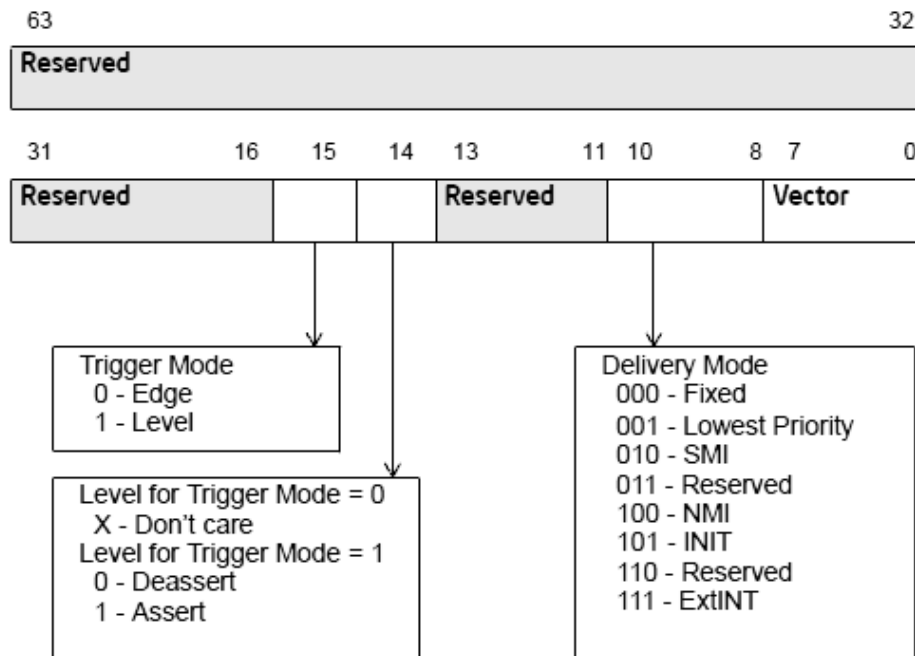 63 32
Reserved
31 16 15 14 13 11 10 8 7 0
Reserved Reserved Vector
Trigger Mode
0 - Edge
1 - Level
Level for Trigger Mode = 0
X - Don't care
Level for Trigger Mode = 1
0 - Deassert
1 - Assert
Delivery Mode
000 - Fixed
001 - Lowest Priority
010 - SMI
011 - Reserved
100 - NMI
101 - INIT
110 - Reserved
111 - ExtINT